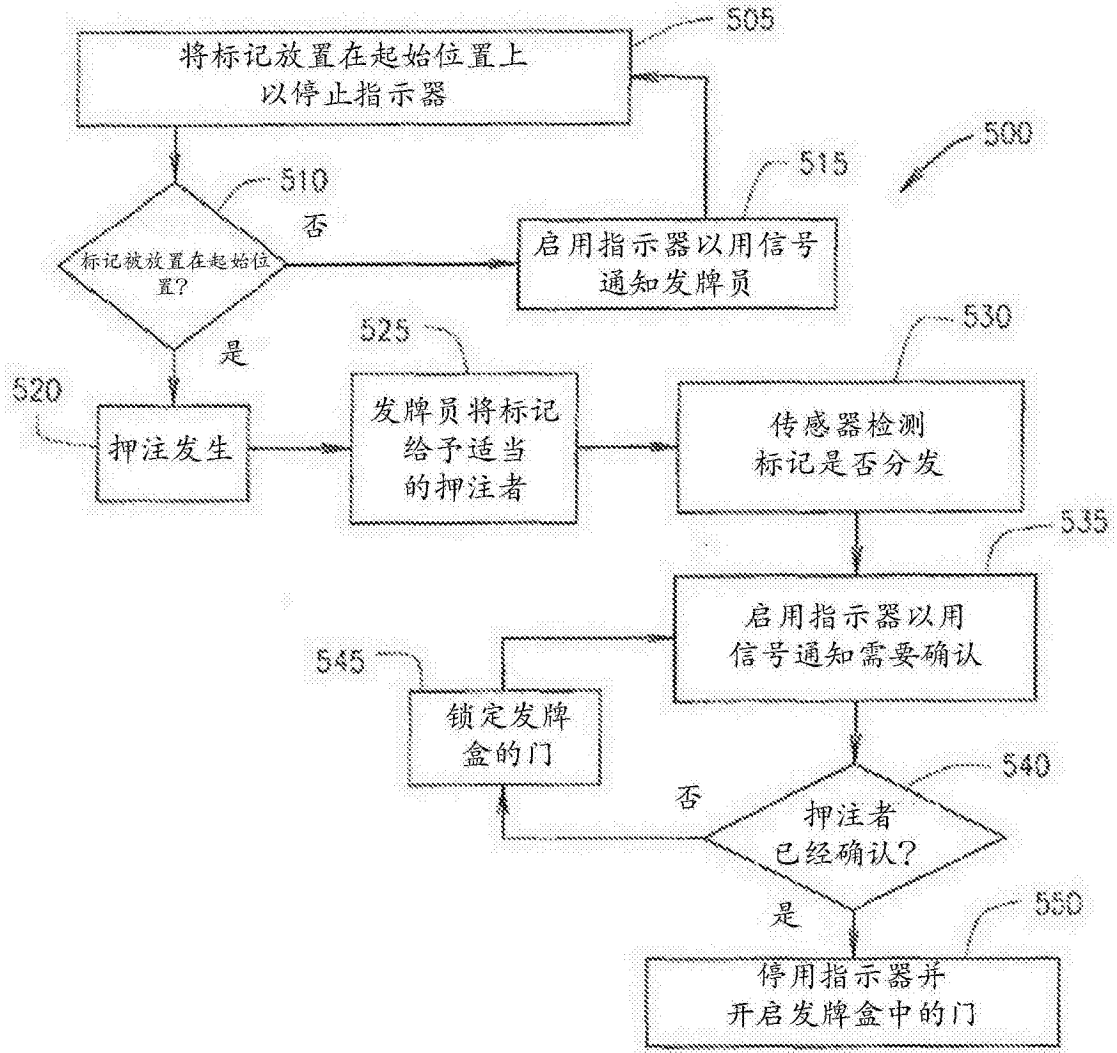 505
将标记放置在起始位置上
以停止指示器
500
510
515
否
启用指示器以用信号
通知发牌员
标记被放置在起始位
置?
是
520
525
530
押注发生
发牌员将标记
给予适当
的押注者
传感器检测
标记是否分发
535
启用指示器以用
信号通知需要确认
545
锁定发牌
盒的门
540
否
押注者
已经确认?
是
550
停用指示器并
开启发牌盒中的门